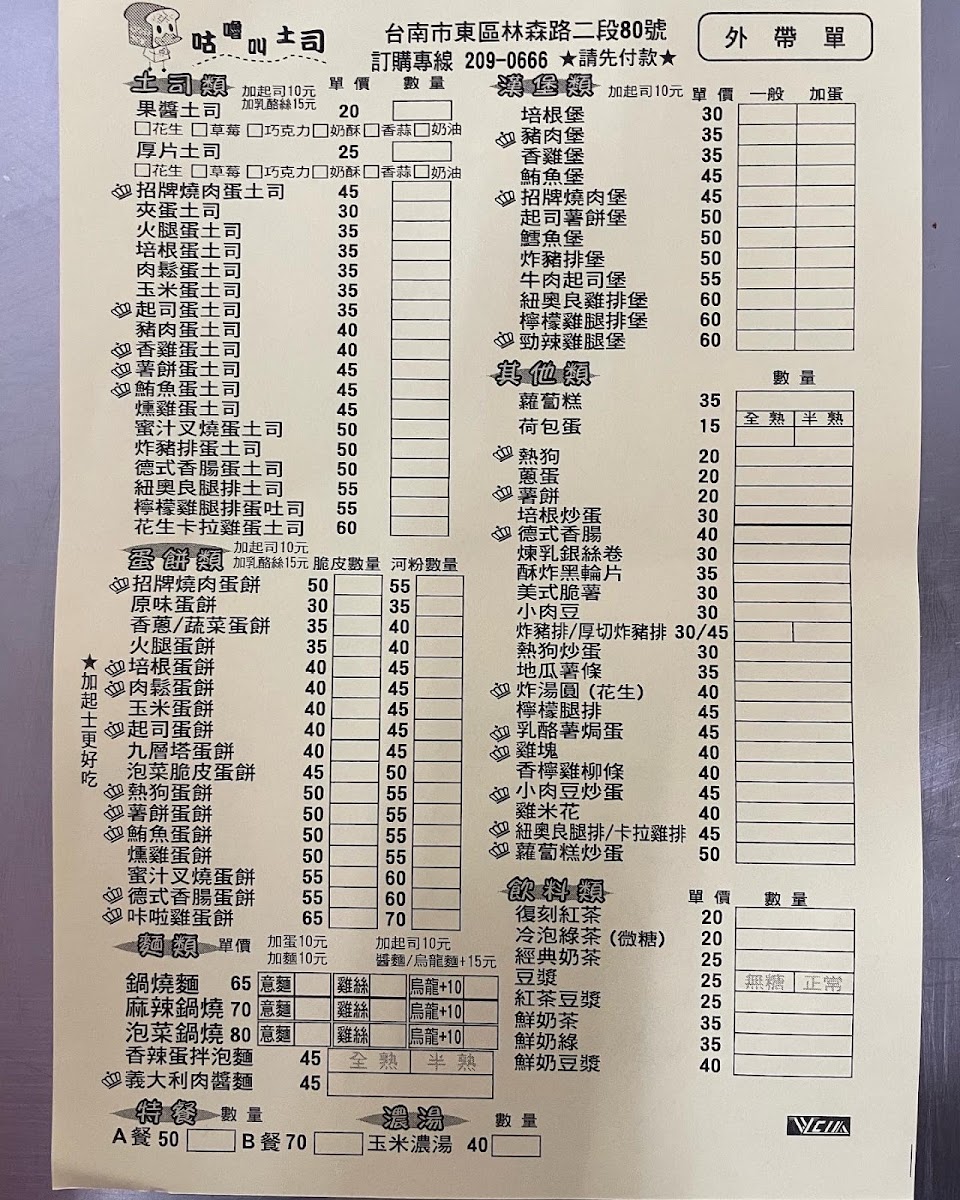 咕嚕叫土司
台南市東區林森路二段80號
訂購專線 209-0666 ★請先付款★
外帶單
土司類 加起司10元 加乳酪絲15元 單價 數量
果醬土司 20
□花生 □草莓 □巧克力 □奶酥 □香蒜 □奶油
厚片土司 25
□花生 □草莓 □巧克力 □奶酥 □香蒜 □奶油
招牌燒肉蛋土司 45
夾蛋土司 30
火腿蛋土司 35
培根蛋土司 35
肉鬆蛋土司 35
玉米蛋土司 35
起司蛋土司 35
豬肉蛋土司 40
香雞蛋土司 40
薯餅蛋土司 45
鮪魚蛋土司 45
燻雞蛋土司 45
蜜汁叉燒蛋土司 50
炸豬排蛋土司 50
德式香腸蛋土司 50
紐奧良腿排土司 55
檸檬雞腿排蛋吐司 55
花生卡拉雞蛋土司 60
蛋餅類 加起司10元 加乳酪絲15元 脆皮數量 河粉數量
招牌燒肉蛋餅 50 55
原味蛋餅 30 35
香蔥/蔬菜蛋餅 35 40
火腿蛋餅 35 40
培根蛋餅 40 45
肉鬆蛋餅 40 45
玉米蛋餅 40 45
起司蛋餅 40 45
九層塔蛋餅 40 45
泡菜脆皮蛋餅 45 50
熱狗蛋餅 50 55
薯餅蛋餅 50 55
鮪魚蛋餅 50 55
燻雞蛋餅 50 55
蜜汁叉燒蛋餅 55 60
德式香腸蛋餅 55 60
咔啦雞蛋餅 65 70
★加起士更好吃
麵類 單價 加蛋10元 加起司10元
加麵10元 醬麵/烏龍麵+15元
鍋燒麵 65 意麵 雞絲 烏龍+10
麻辣鍋燒 70 意麵 雞絲 烏龍+10
泡菜鍋燒 80 意麵 雞絲 烏龍+10
香辣蛋拌泡麵 45 全熟 半熟
義大利肉醬麵 45
特餐 數量
A餐 50 B餐 70
濃湯 數量
玉米濃湯 40
漢堡類 加起司10元 單價 一般 加蛋
培根堡 30
豬肉堡 35
香雞堡 35
鮪魚堡 45
招牌燒肉堡 45
起司薯餅堡 50
鱈魚堡 50
炸豬排堡 50
牛肉起司堡 55
紐奧良雞排堡 60
檸檬雞腿排堡 60
勁辣雞腿堡 60
其他類 數量
蘿蔔糕 35
荷包蛋 15 全熟 半熟
熱狗 20
蔥蛋 20
薯餅 20
培根炒蛋 30
德式香腸 40
煉乳銀絲卷 30
酥炸黑輪片 35
美式脆薯 30
小肉豆 30
炸豬排/厚切炸豬排 30/45
熱狗炒蛋 30
地瓜薯條 35
炸湯圓(花生) 40
檸檬腿排 45
乳酪薯焗蛋 45
雞塊 40
香檸雞柳條 40
小肉豆炒蛋 45
雞米花 40
紐奧良腿排/卡拉雞排 45
蘿蔔糕炒蛋 50
飲料類 單價 數量
復刻紅茶 20
冷泡綠茶(微糖) 20
經典奶茶 25
豆漿 25 無糖 正常
紅茶豆漿 25
鮮奶茶 35
鮮奶綠 35
鮮奶豆漿 40